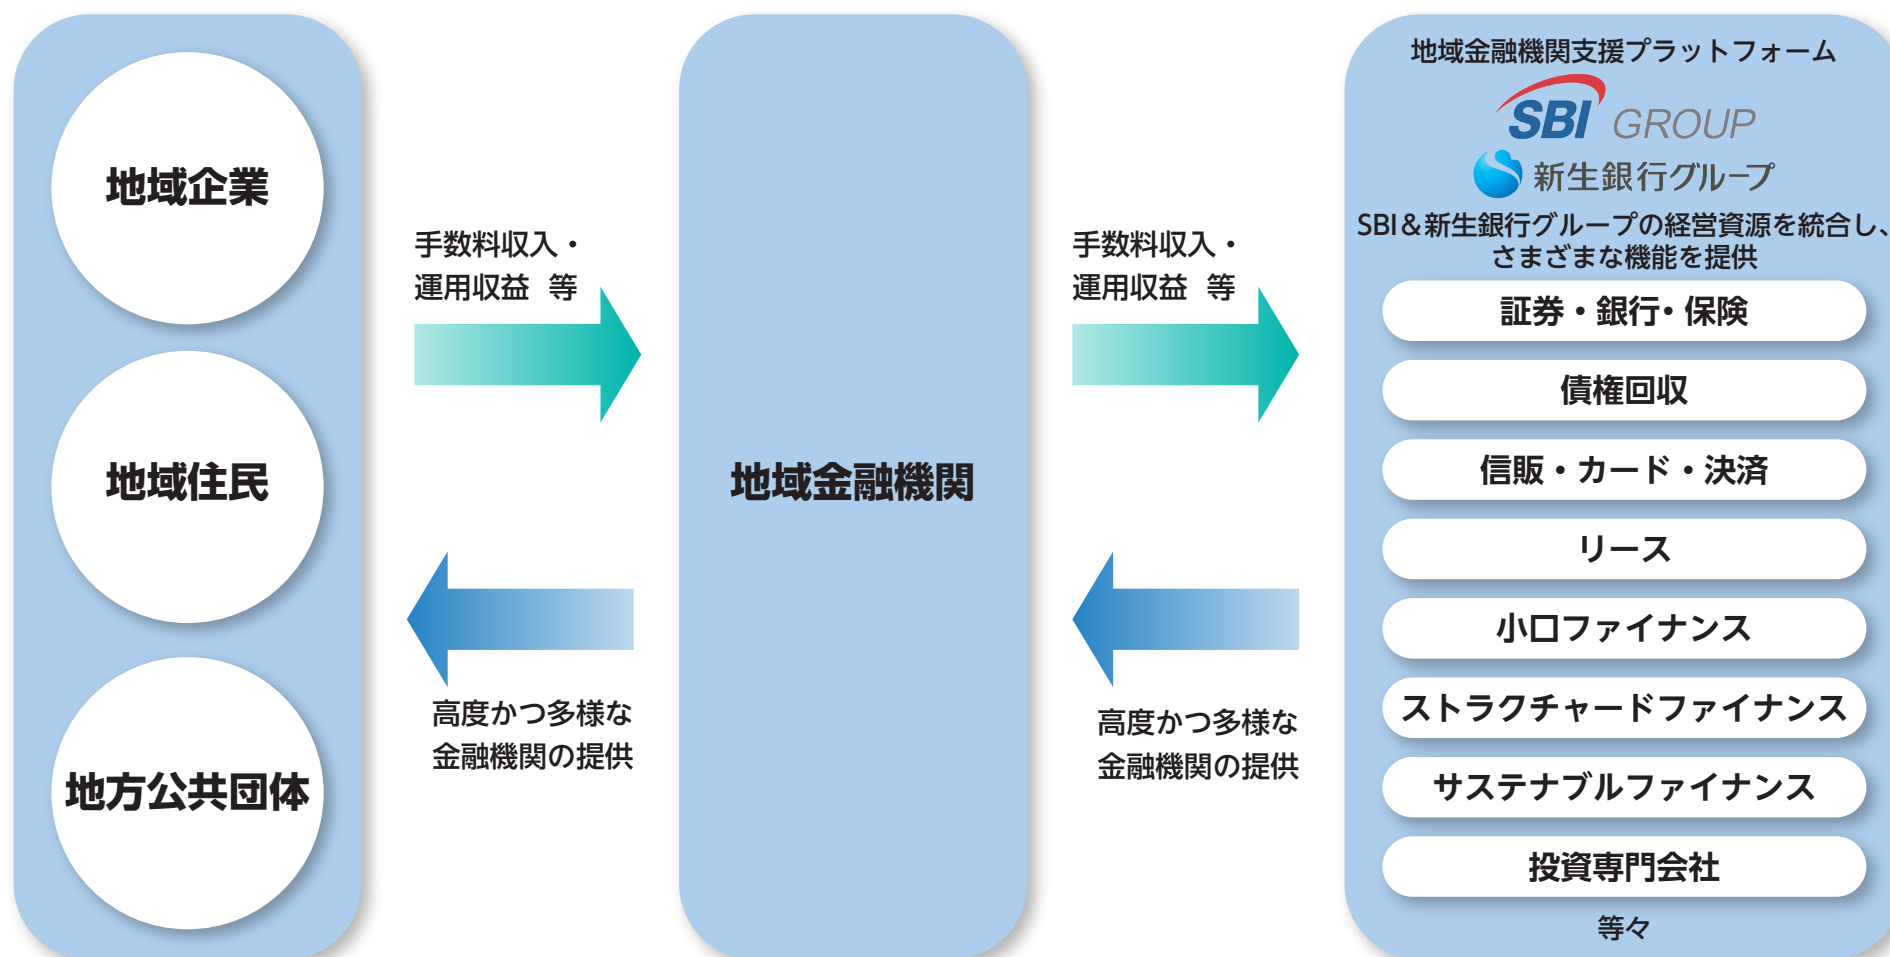 地域企業
地域住民
地方公共団体
手数料収入・
運用収益 等
高度かつ多様な
金融機関の提供
地域金融機関
手数料収入・
運用収益 等
高度かつ多様な
金融機関の提供
地域金融機関支援プラットフォーム
SBI GROUP
新生銀行グループ
SBI&新生銀行グループの経営資源を統合し、
さまざまな機能を提供
証券・銀行・保険
債権回収
信販・カード・決済
リース
小口ファイナンス
ストラクチャードファイナンス
サステナブルファイナンス
投資専門会社
等々